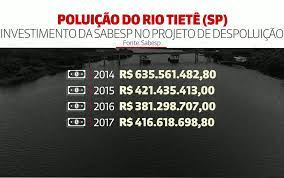 POLUIÇÃO DO RIO TIETÊ (SP)
INVESTIMENTO DA SABESP NO PROJETO DE DESPOLUIÇÃO
Fonte: Sabesp
2014 R$ 635.561.482,80
2015 R$ 421.435.413,00
2016 R$ 381.298.707,00
2017 R$ 416.618.698,80